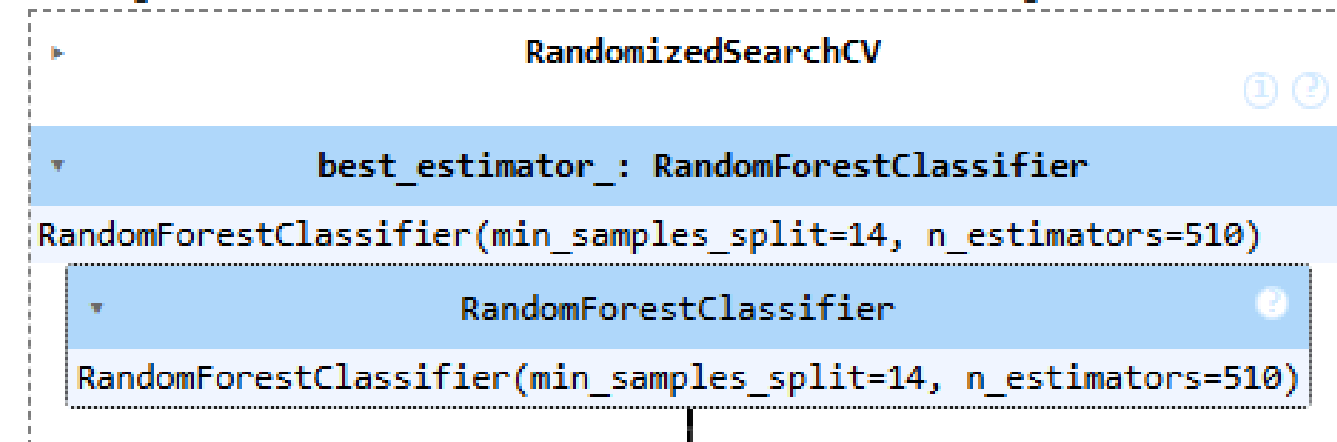 RandomizedSearchCV
i ?
best_estimator_: RandomForestClassifier
RandomForestClassifier(min_samples_split=14, n_estimators=510)
RandomForestClassifier ?
RandomForestClassifier(min_samples_split=14, n_estimators=510)